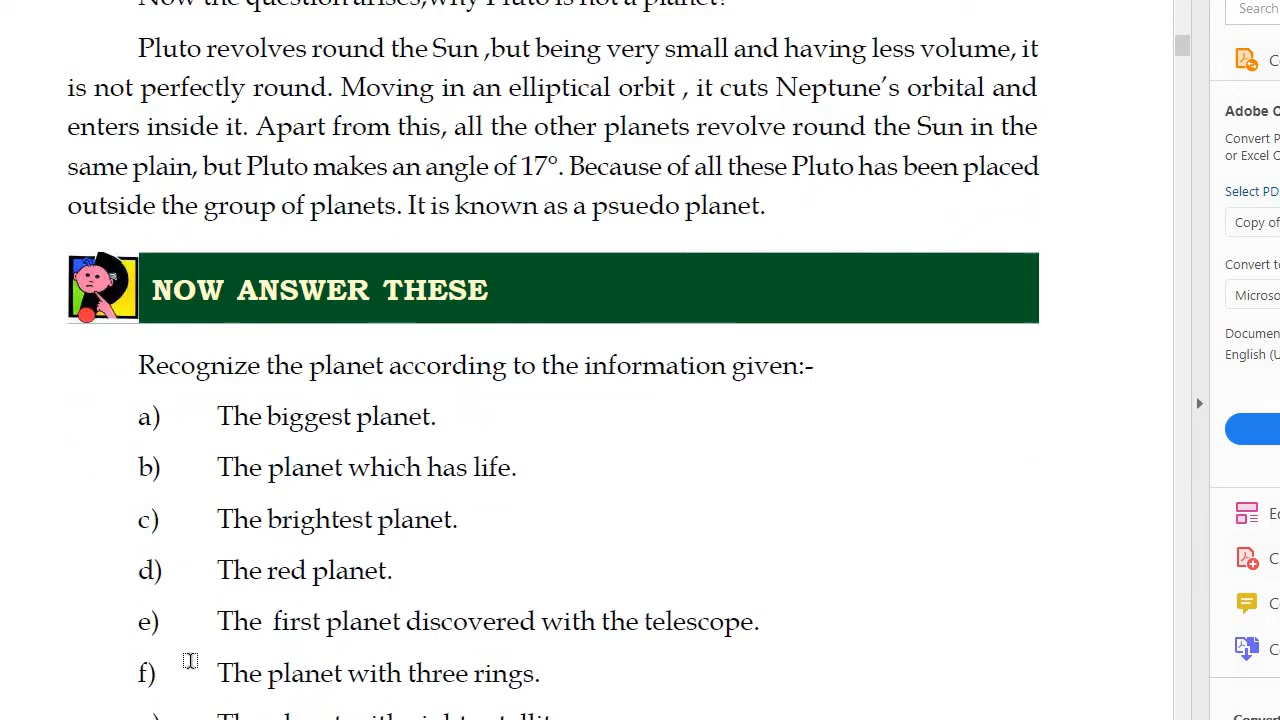 Pluto revolves round the Sun ,but being very small and having less volume, it
is not perfectly round. Moving in an elliptical orbit , it cuts Neptune's orbital and
enters inside it. Apart from this, all the other planets revolve round the Sun in the
same plain, but Pluto makes an angle of 17°. Because of all these Pluto has been placed
outside the group of planets. It is known as a psuedo planet.
NOW ANSWER THESE
Recognize the planet according to the information given:-
a) The biggest planet.
b) The planet which has life.
c) The brightest planet.
d) The red planet.
e) The first planet discovered with the telescope.
f) The planet with three rings.
Search
Adobe
Convert
or Excel
Select PD
Copy of
Convert
Microso
Document
English